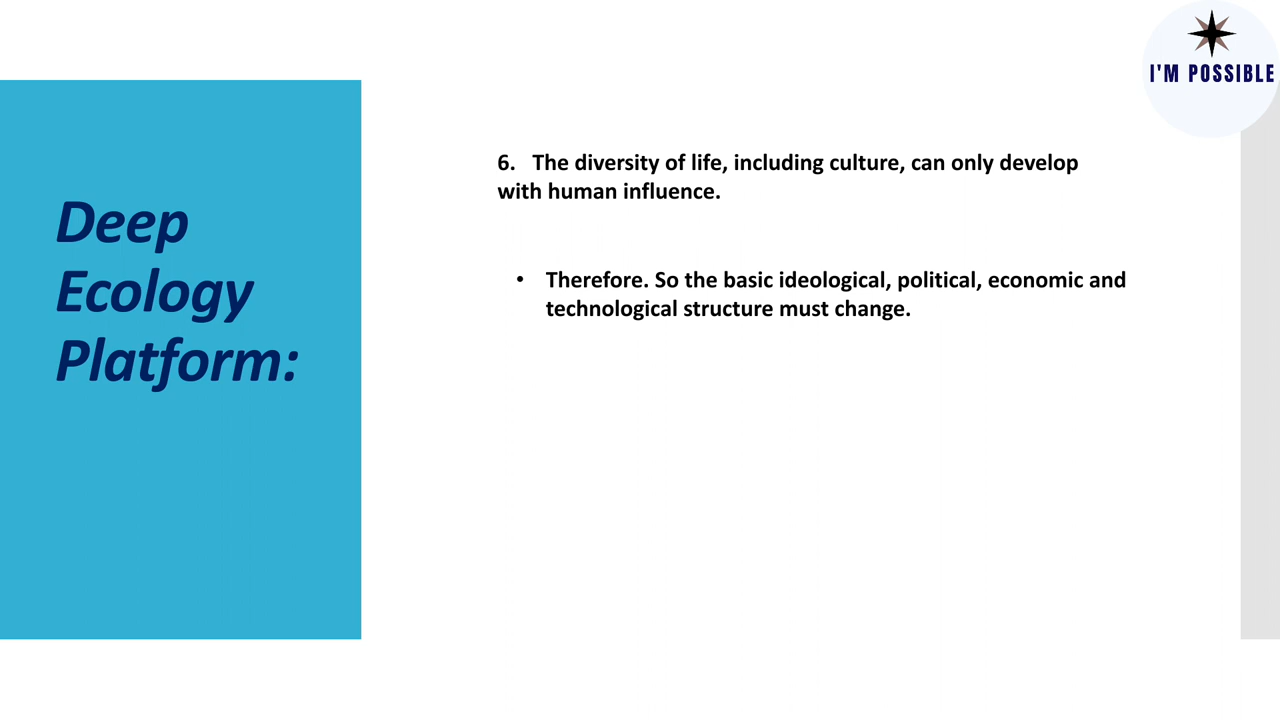 I'M POSSIBLE
Deep
Ecology
Platform:
6. The diversity of life, including culture, can only develop
with human influence.
• Therefore. So the basic ideological, political, economic and
technological structure must change.